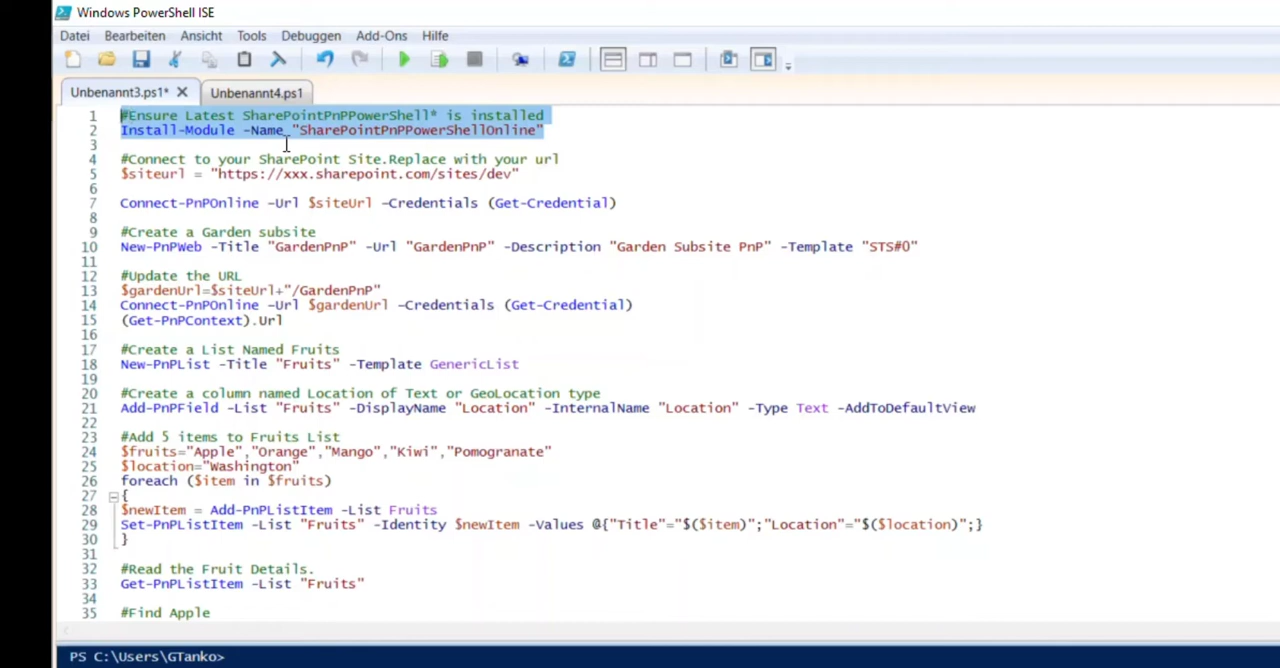 Windows PowerShell ISE
Datei Bearbeiten Ansicht Tools Debuggen Add-Ons Hilfe
Unbenannt3.ps1* X Unbenannt4.ps1
1 #Ensure Latest SharePointPnPPowerShell* is installed
2 Install-Module -Name "SharePointPnPPowerShellOnline"
3
4 #Connect to your SharePoint Site.Replace with your url
5 $siteurl = "https://xxx.sharepoint.com/sites/dev"
6
7 Connect-PnPOnline -Url $siteUrl -Credentials (Get-Credential)
8
9 #Create a Garden subsite
10 New-PnPWeb -Title "GardenPnP" -Url "GardenPnP" -Description "Garden Subsite PnP" -Template "STS#0"
11
12 #Update the URL
13 $gardenUrl=$siteUrl+"/GardenPnP"
14 Connect-PnPOnline -Url $gardenUrl -Credentials (Get-Credential)
15 (Get-PnPContext).Url
16
17 #Create a List Named Fruits
18 New-PnPList -Title "Fruits" -Template GenericList
19
20 #Create a column named Location of Text or GeoLocation type
21 Add-PnPField -List "Fruits" -DisplayName "Location" -InternalName "Location" -Type Text -AddToDefaultView
22
23 #Add 5 items to Fruits List
24 $fruits="Apple","Orange","Mango","Kiwi","Pomogranate"
25 $location="Washington"
26 foreach ($item in $fruits)
27 {
28 $newItem = Add-PnPListItem -List Fruits
29 Set-PnPListItem -List "Fruits" -Identity $newItem -Values @{"Title"="$($item)";"Location"="$($location)";}
30 }
31
32 #Read the Fruit Details.
33 Get-PnPListItem -List "Fruits"
34
35 #Find Apple
PS C:\Users\GTanko>